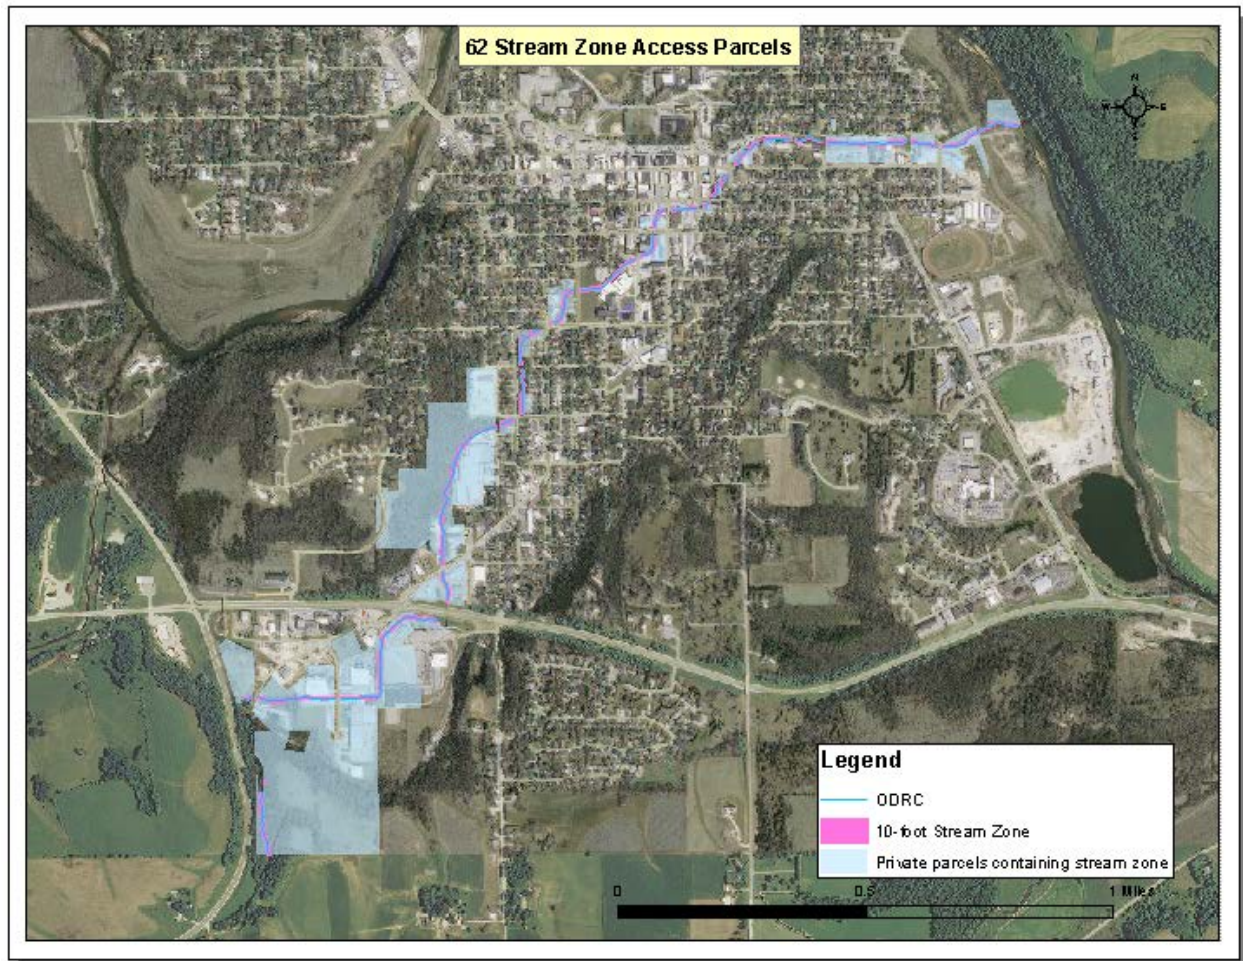 62 Stream Zone Access Parcels
N
W
E
S
Legend
ODRC
10-foot Stream Zone
Private parcels containing stream zone
0 0.5 1 Miles